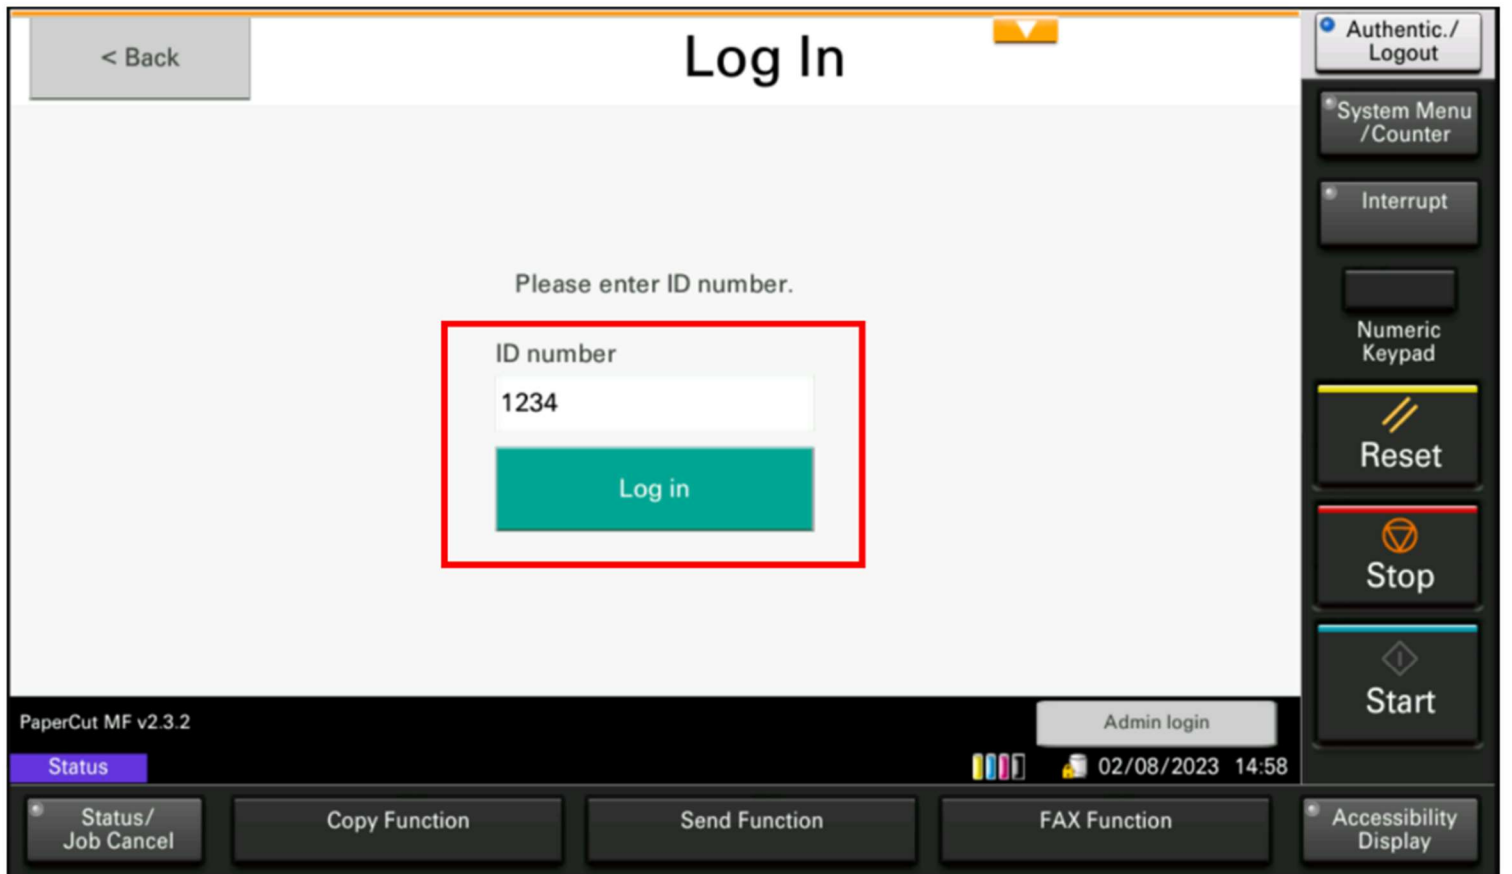 < Back
Log In
Authentic./
Logout
System Menu
/Counter
Interrupt
Please enter ID number.
ID number
1234
Log in
Numeric
Keypad
Reset
Stop
Start
PaperCut MF v2.3.2
Admin login
Status
02/08/2023 14:58
Status/
Job Cancel
Copy Function
Send Function
FAX Function
Accessibility
Display